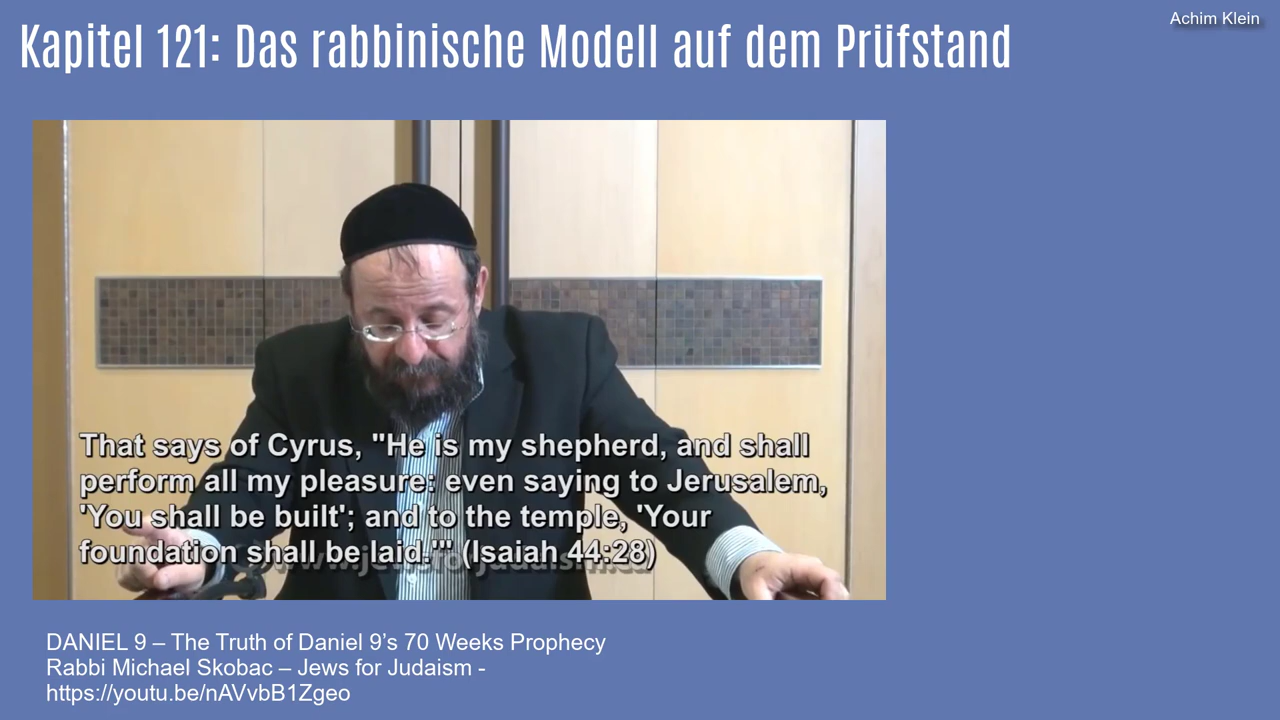 Kapitel 121: Das rabbinische Modell auf dem Prüfstand
Achim Klein
That says of Cyrus, "He is my shepherd, and shall
perform all my pleasure: even saying to Jerusalem,
'You shall be built'; and to the temple, 'Your
foundation shall be laid.'" (Isaiah 44:28)
www.jewsforjudaism.ca
DANIEL 9 – The Truth of Daniel 9’s 70 Weeks Prophecy
Rabbi Michael Skobac – Jews for Judaism -
https://youtu.be/nAVvbB1Zgeo